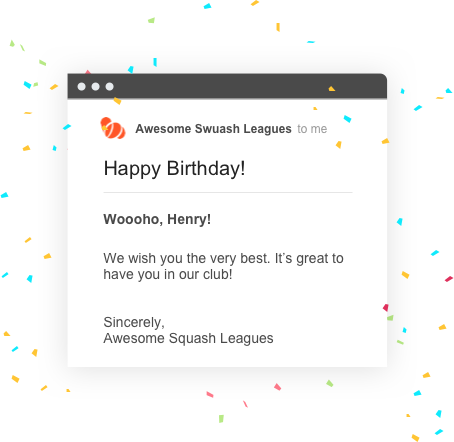 Awesome Swuash Leagues to me
Happy Birthday!
Woooho, Henry!
We wish you the very best. It's great to
have you in our club!
Sincerely,
Awesome Squash Leagues